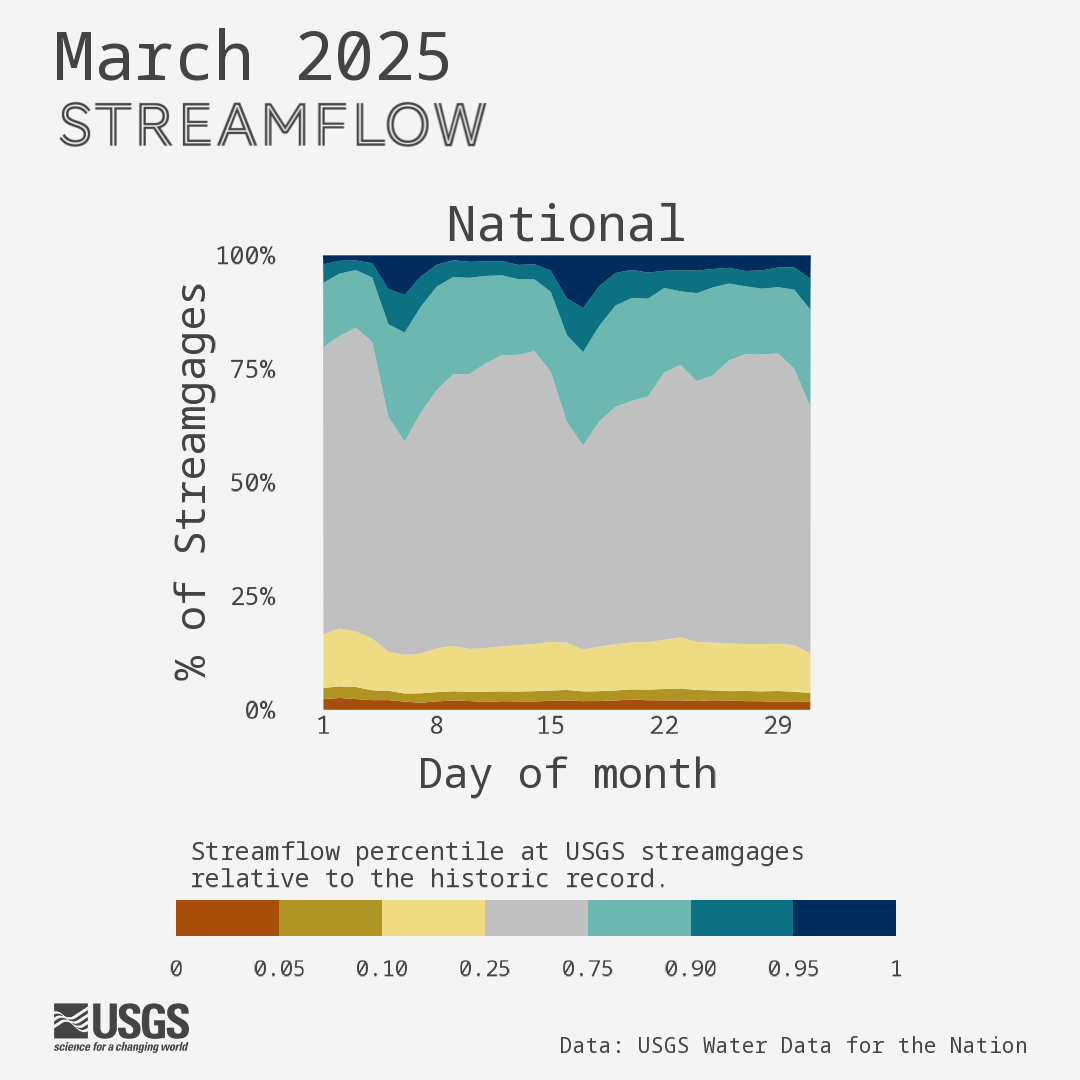 March 2025
STREAMFLOW
National
100%
75%
50%
25%
0%
% of Streamgages
1 8 15 22 29
Day of month
Streamflow percentile at USGS streamgages
relative to the historic record.
0 0.05 0.10 0.25 0.75 0.90 0.95 1
USGS
science for a changing world
Data: USGS Water Data for the Nation